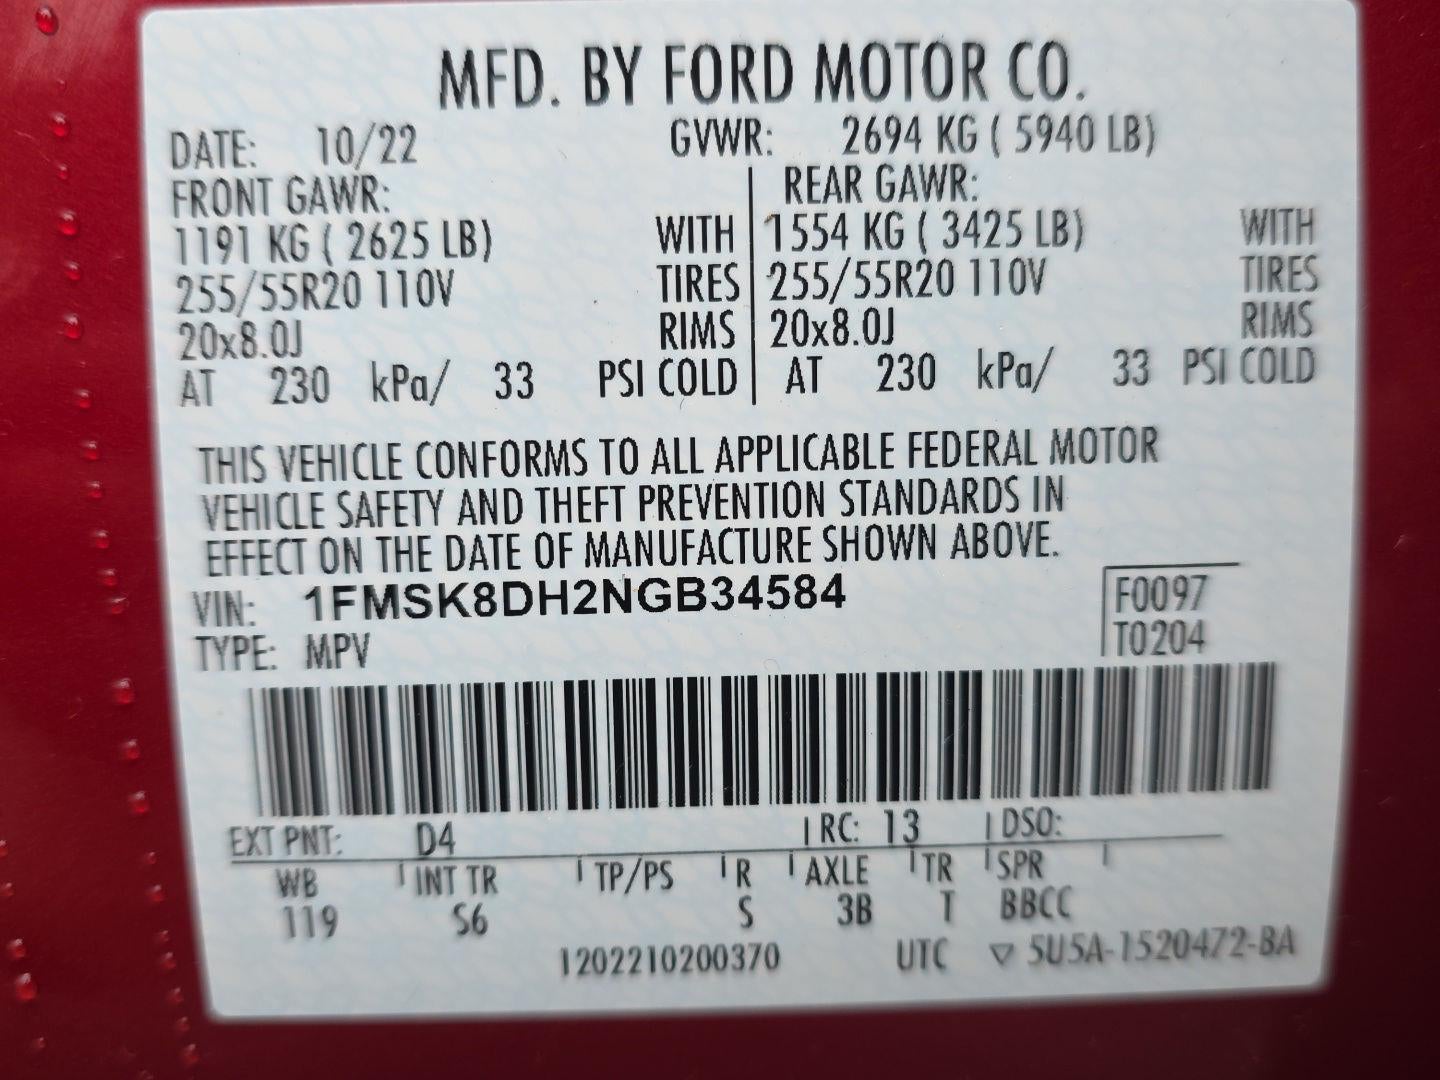 MFD. BY FORD MOTOR CO.
DATE: 10/22 GVWR: 2694 KG ( 5940 LB)
FRONT GAWR: REAR GAWR:
1191 KG ( 2625 LB) WITH 1554 KG ( 3425 LB) WITH
255/55R20 110V TIRES 255/55R20 110V TIRES
20x8.0J RIMS 20x8.0J RIMS
AT 230 kPa/ 33 PSI COLD AT 230 kPa/ 33 PSI COLD
THIS VEHICLE CONFORMS TO ALL APPLICABLE FEDERAL MOTOR
VEHICLE SAFETY AND THEFT PREVENTION STANDARDS IN
EFFECT ON THE DATE OF MANUFACTURE SHOWN ABOVE.
VIN: 1FMSK8DH2NGB34584 F0097
TYPE: MPV T0204
EXT PNT: D4 RC: 13 DSO:
WB INT TR TP/PS R AXLE TR SPR
119 S6 S 3B T BBCC
1202210200370 UTC ▽ 5U5A-1520472-BA